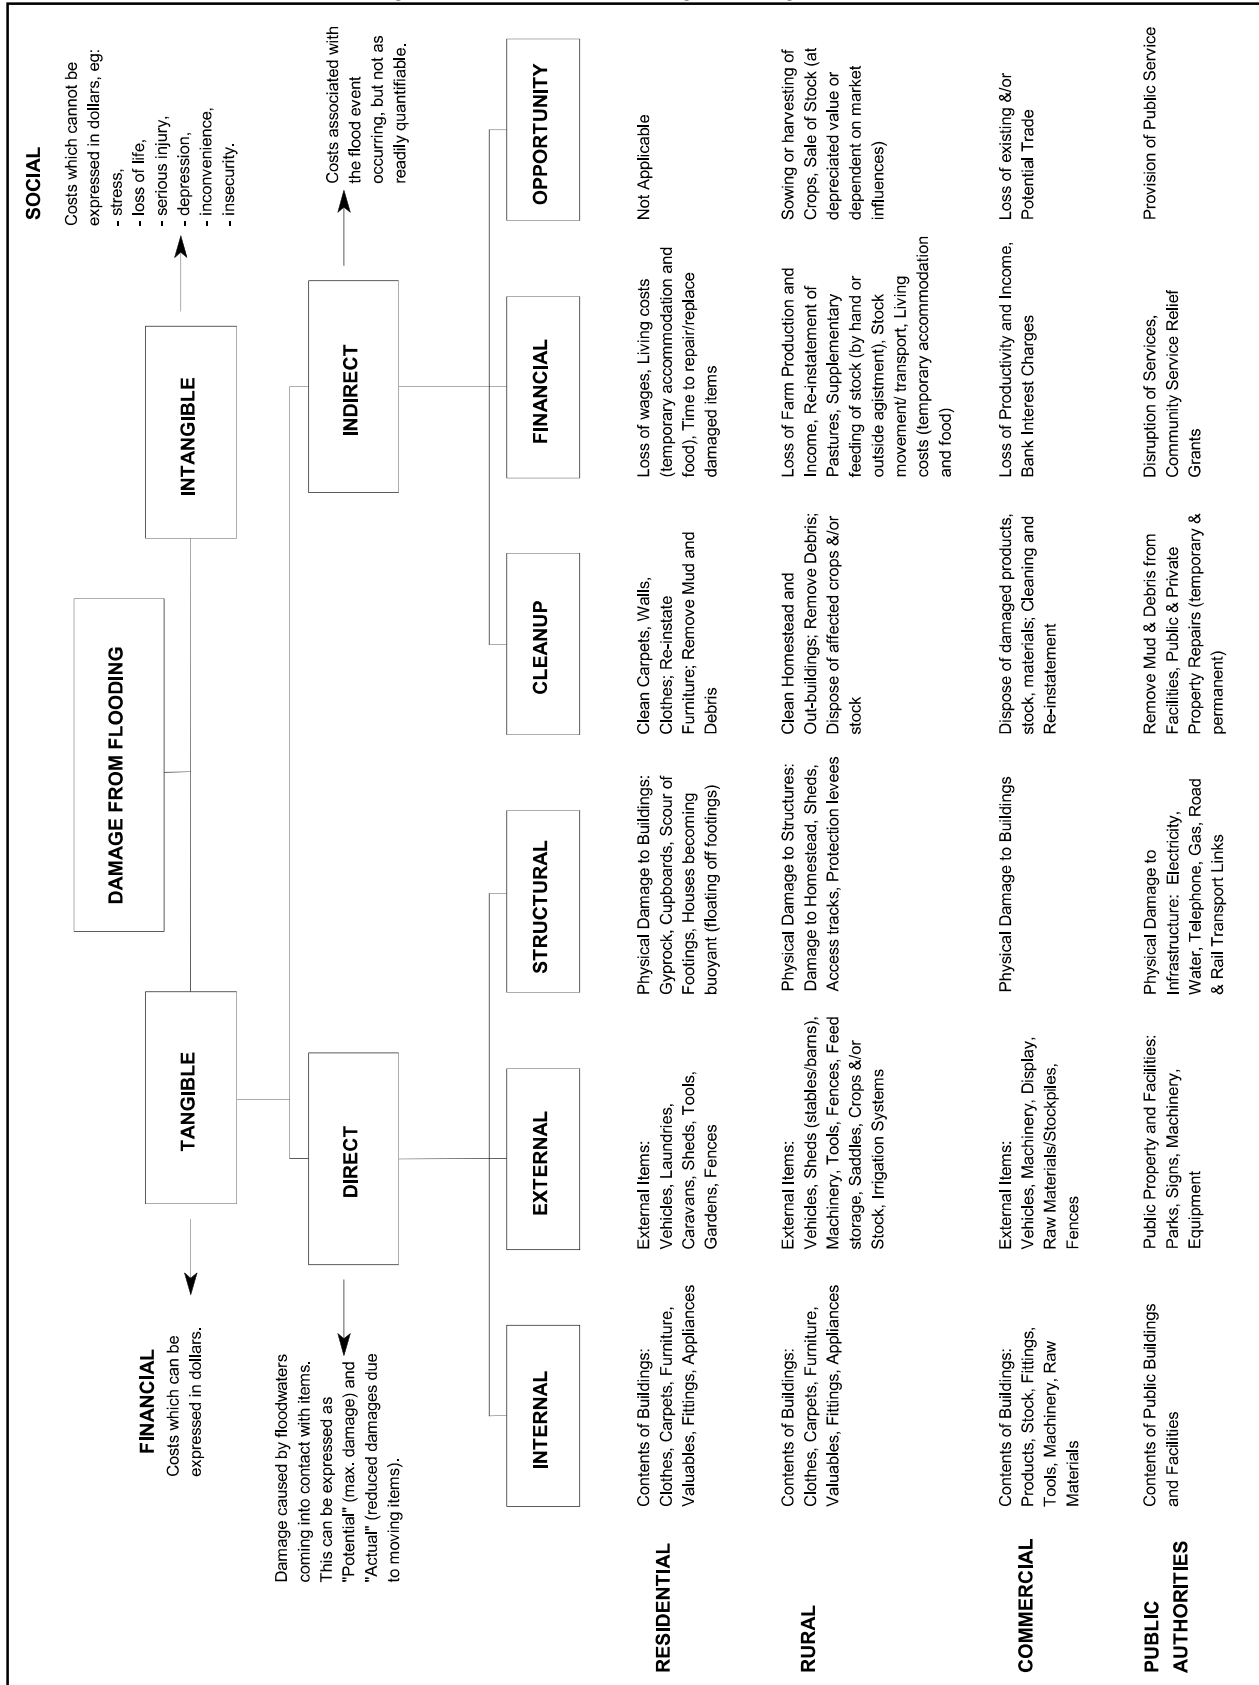 DAMAGE FROM FLOODING
FINANCIAL
Costs which can be
expressed in dollars.
TANGIBLE
INTANGIBLE
SOCIAL
Costs which cannot be
expressed in dollars, eg:
- stress,
- loss of life,
- serious injury,
- depression,
- inconvenience,
- insecurity.
Damage caused by floodwaters
coming into contact with items.
This can be expressed as
"Potential" (max. damage) and
"Actual" (reduced damages due
to moving items).
DIRECT
INDIRECT
Costs associated with
the flood event
occurring, but not as
readily quantifiable.
INTERNAL
EXTERNAL
STRUCTURAL
CLEANUP
FINANCIAL
OPPORTUNITY
RESIDENTIAL
Contents of Buildings:
Clothes, Carpets, Furniture,
Valuables, Fittings, Appliances
External Items:
Vehicles, Laundries,
Caravans, Sheds, Tools,
Gardens, Fences
Physical Damage to Buildings:
Gyprock, Cupboards, Scour of
Footings, Houses becoming
buoyant (floating off footings)
Clean Carpets, Walls,
Clothes; Re-instate
Furniture; Remove Mud and
Debris
Loss of wages, Living costs
(temporary accommodation and
food), Time to repair/replace
damaged items
Not Applicable
RURAL
Contents of Buildings:
Clothes, Carpets, Furniture,
Valuables, Fittings, Appliances
External Items:
Vehicles, Sheds (stables/barns),
Machinery, Tools, Fences, Feed
storage, Saddles, Crops &/or
Stock, Irrigation Systems
Physical Damage to Structures:
Damage to Homestead, Sheds,
Access tracks, Protection levees
Clean Homestead and
Out-buildings; Remove Debris;
Dispose of affected crops &/or
stock
Loss of Farm Production and
Income, Re-instatement of
Pastures, Supplementary
feeding of stock (by hand or
outside agistment), Stock
movement/ transport, Living
costs (temporary accommodation
and food)
Sowing or harvesting of
Crops, Sale of Stock (at
depreciated value or
dependent on market
influences)
COMMERCIAL
Contents of Buildings:
Products, Stock, Fittings,
Tools, Machinery, Raw
Materials
External Items:
Vehicles, Machinery, Display,
Raw Materials/Stockpiles,
Fences
Physical Damage to Buildings
Dispose of damaged products,
stock, materials; Cleaning and
Re-instatement
Loss of Productivity and Income,
Bank Interest Charges
Loss of existing &/or
Potential Trade
PUBLIC
AUTHORITIES
Contents of Public Buildings
and Facilities
Public Property and Facilities:
Parks, Signs, Machinery,
Equipment
Physical Damage to
Infrastructure: Electricity,
Water, Telephone, Gas, Road
& Rail Transport Links
Remove Mud & Debris from
Facilities, Public & Private
Property Repairs (temporary &
permanent)
Disruption of Services,
Community Service Relief
Grants
Provision of Public Service